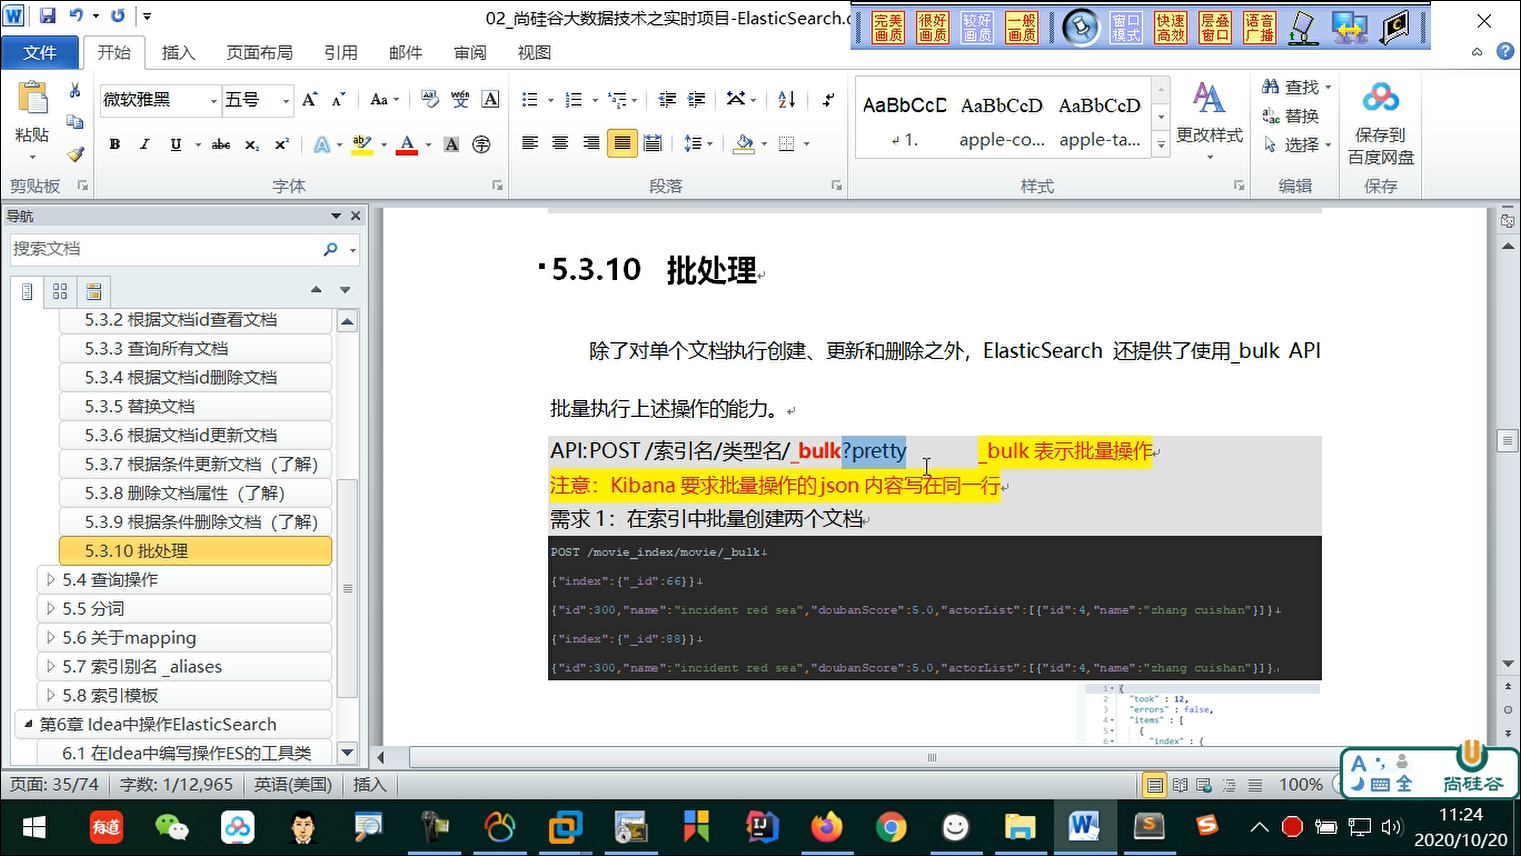 02_尚硅谷大数据技术之实时项目-ElasticSearch.
完美画质
很好画质
较好画质
一般画质
窗口模式
快速高效
层叠窗口
语音广播
文件
开始
插入
页面布局
引用
邮件
审阅
视图
粘贴
微软雅黑
五号
AaBbCcD
AaBbCcD
AaBbCcD
1.
apple-co...
apple-ta...
更改样式
查找
替换
选择
保存到
百度网盘
剪贴板
字体
段落
样式
编辑
保存
导航
搜索文档
5.3.2 根据文档id查看文档
5.3.3 查询所有文档
5.3.4 根据文档id删除文档
5.3.5 替换文档
5.3.6 根据文档id更新文档
5.3.7 根据条件更新文档（了解）
5.3.8 删除文档属性（了解）
5.3.9 根据条件删除文档（了解）
5.3.10 批处理
5.4 查询操作
5.5 分词
5.6 关于mapping
5.7 索引别名 _aliases
5.8 索引模板
第6章 Idea中操作ElasticSearch
6.1 在Idea中编写操作ES的工具类
5.3.10 批处理
除了对单个文档执行创建、更新和删除之外，ElasticSearch 还提供了使用_bulk API
批量执行上述操作的能力。
API:POST /索引名/类型名/_bulk?pretty _bulk 表示批量操作
注意：Kibana 要求批量操作的 json 内容写在同一行
需求 1：在索引中批量创建两个文档
POST /movie_index/movie/_bulk
{"index":{"_id":66}}
{"id":300,"name":"incident red sea","doubanScore":5.0,"actorList":[{"id":4,"name":"zhang cuishan"}]}
{"index":{"_id":88}}
{"id":300,"name":"incident red sea","doubanScore":5.0,"actorList":[{"id":4,"name":"zhang cuishan"}]}
1 {
2 "took" : 12,
3 "errors" : false,
4 "items" : [
5 {
6 "index" : {
页面: 35/74
字数: 1/12,965
英语(美国)
插入
100%
尚硅谷
有道
11:24
2020/10/20